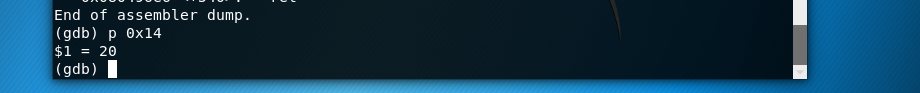 End of assembler dump.
(gdb) p 0x14
$1 = 20
(gdb)